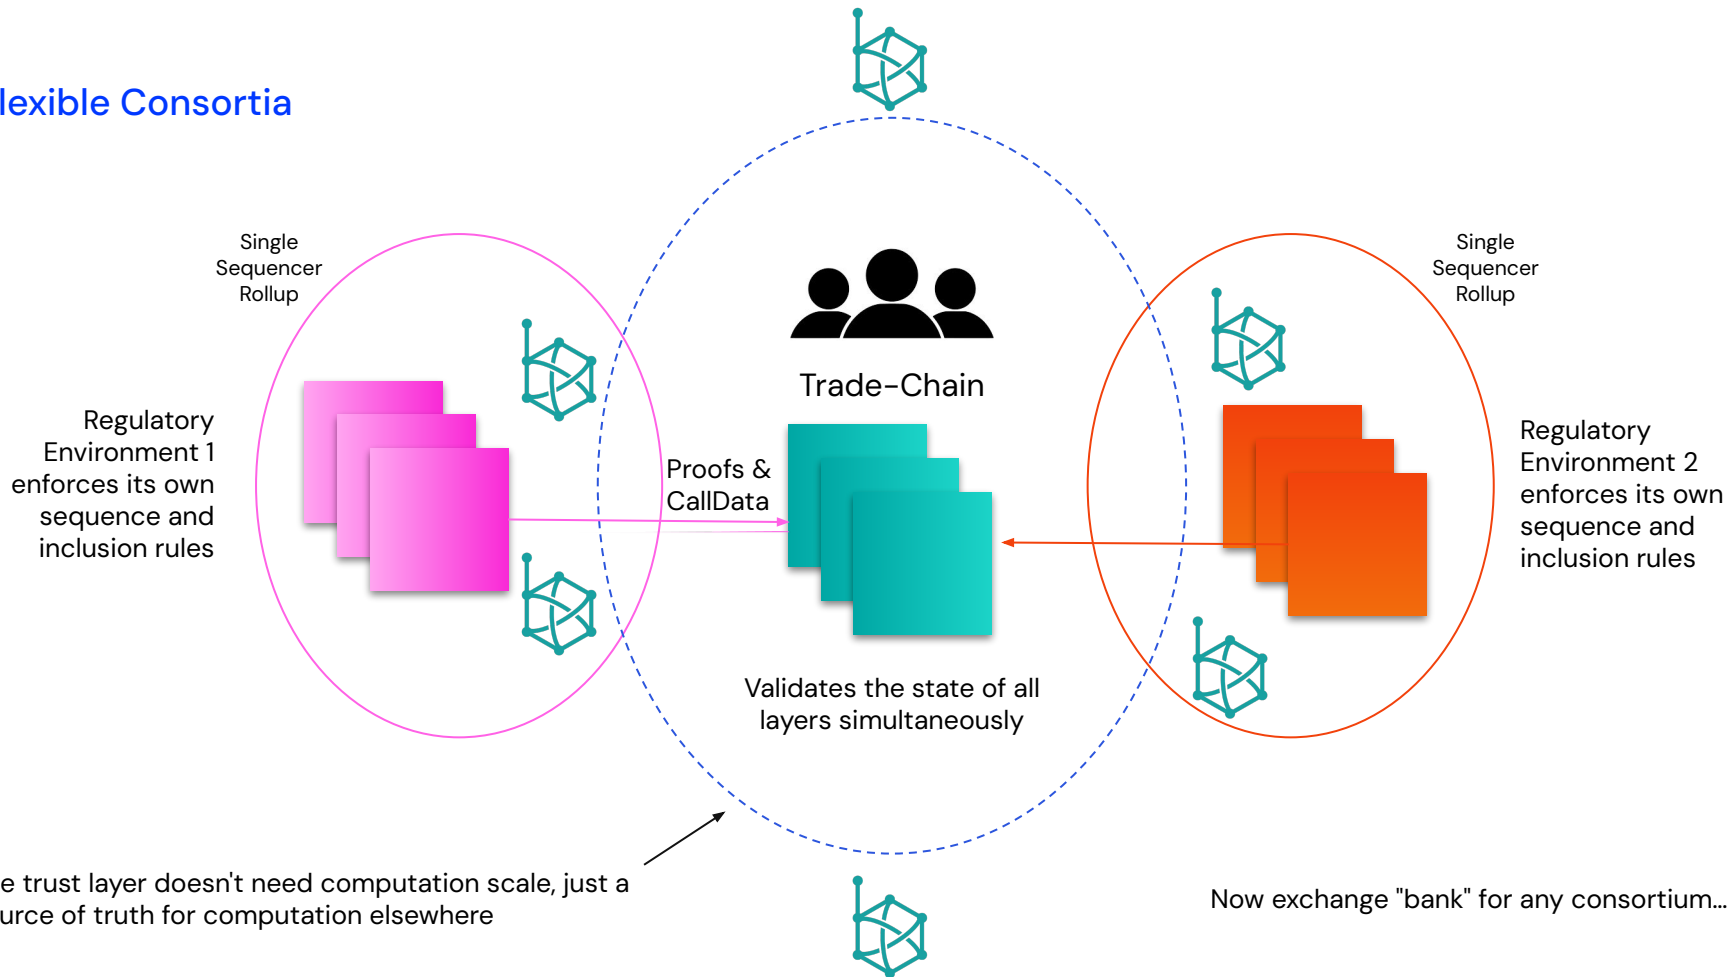 lexible Consortia
Single
Sequencer
Rollup
Single
Sequencer
Rollup
Trade-Chain
Regulatory
Environment 1
enforces its own
sequence and
inclusion rules
Proofs &
CallData
Regulatory
Environment 2
enforces its own
sequence and
inclusion rules
Validates the state of all
layers simultaneously
e trust layer doesn't need computation scale, just a
urce of truth for computation elsewhere
Now exchange "bank" for any consortium...